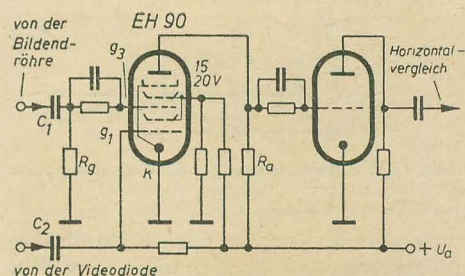 EH 90
von der
Bildend-
röhre
g3
15
20V
Horizontal-
vergleich
C1
g1
Rg
K
Ra
C2
+ Ua
von der Videodiode